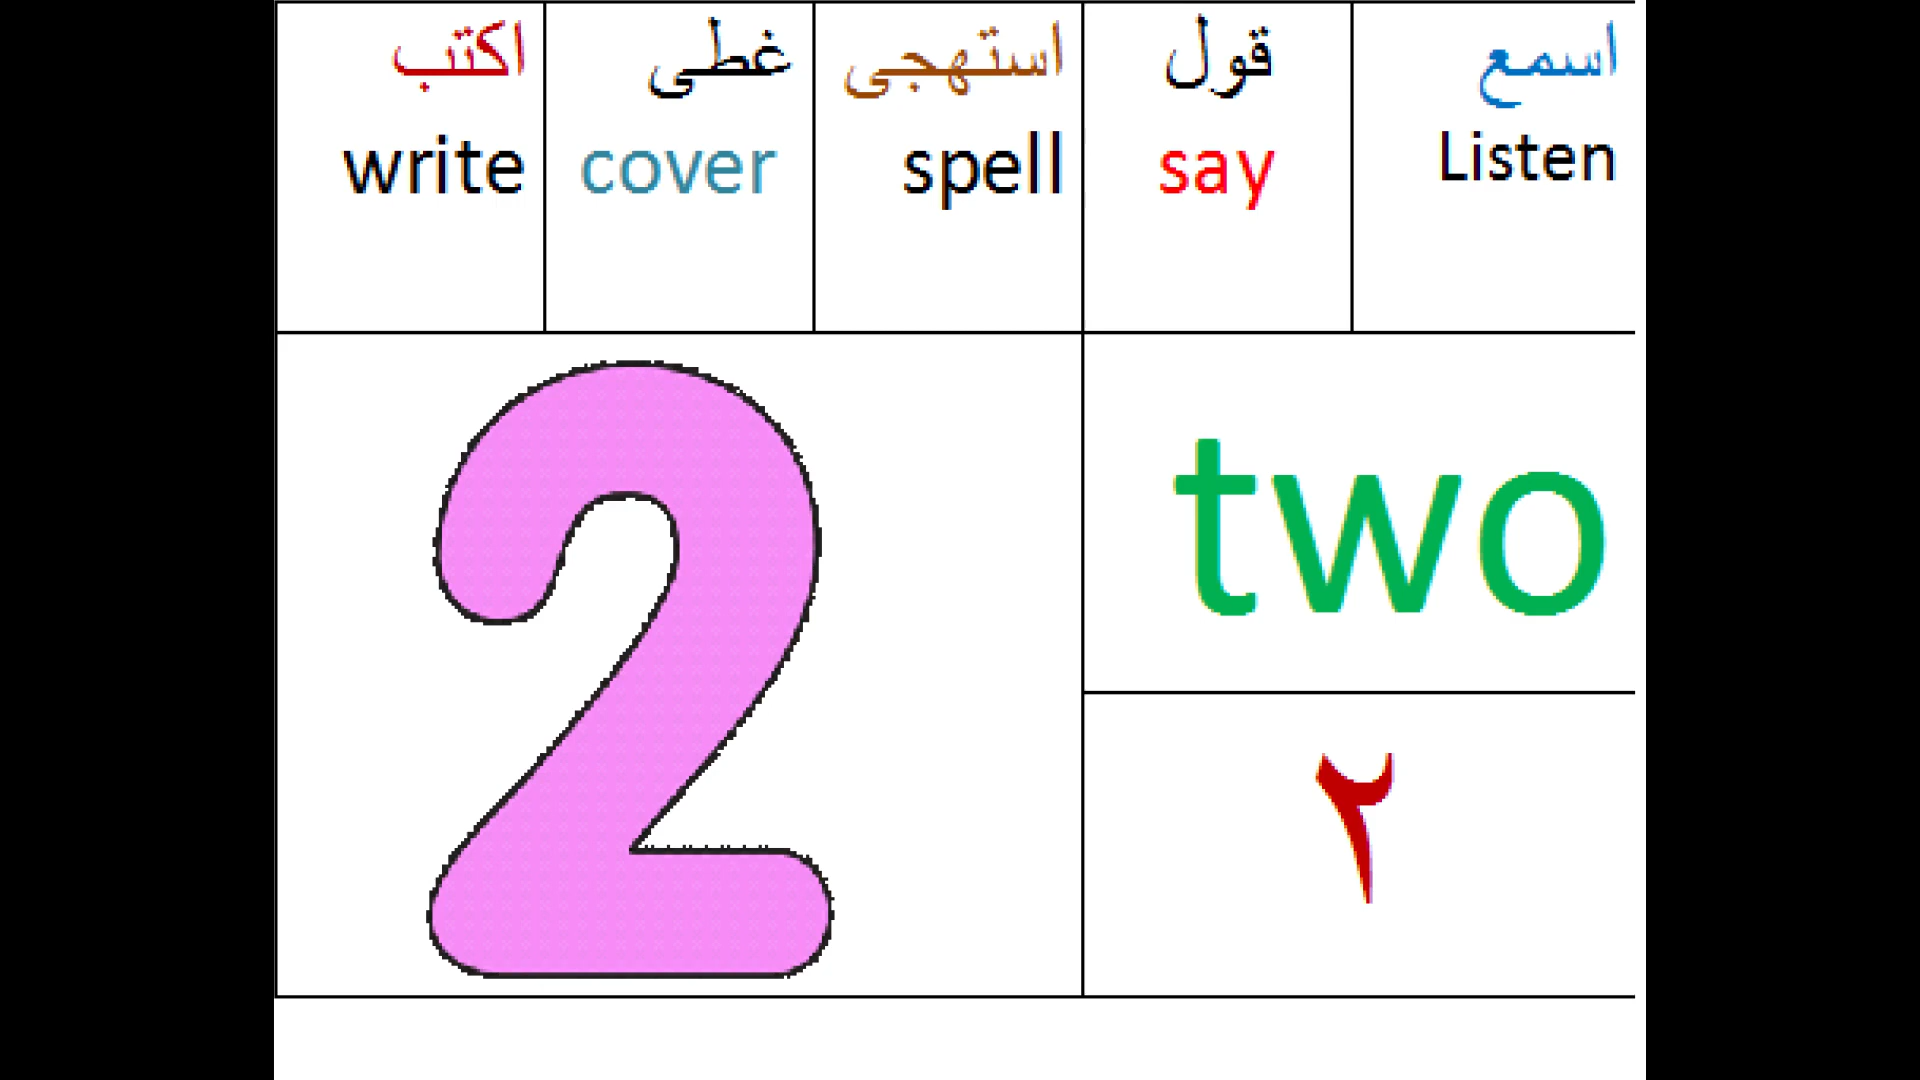 اسمع
Listen
قول
say
استهجى
spell
غطى
cover
اكتب
write
two
2
٢